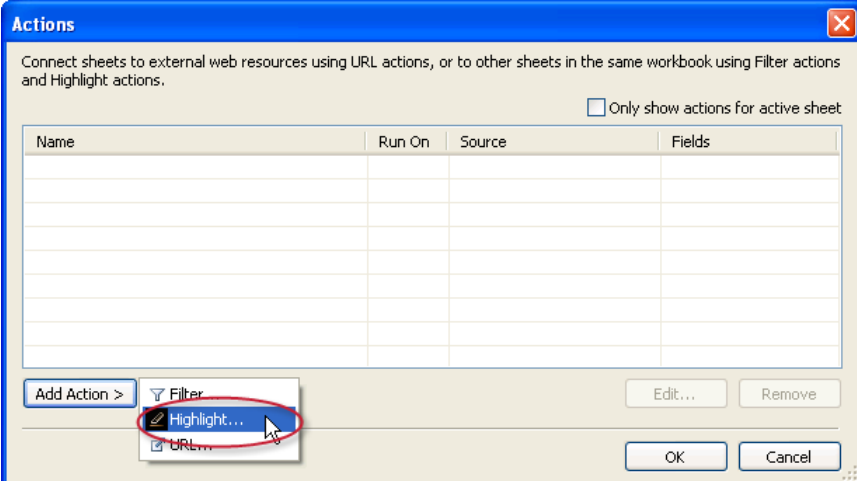 Actions
Connect sheets to external web resources using URL actions, or to other sheets in the same workbook using Filter actions
and Highlight actions.
Only show actions for active sheet
Name Run On Source Fields
Add Action > Filter... Edit... Remove
Highlight...
URL...
OK Cancel